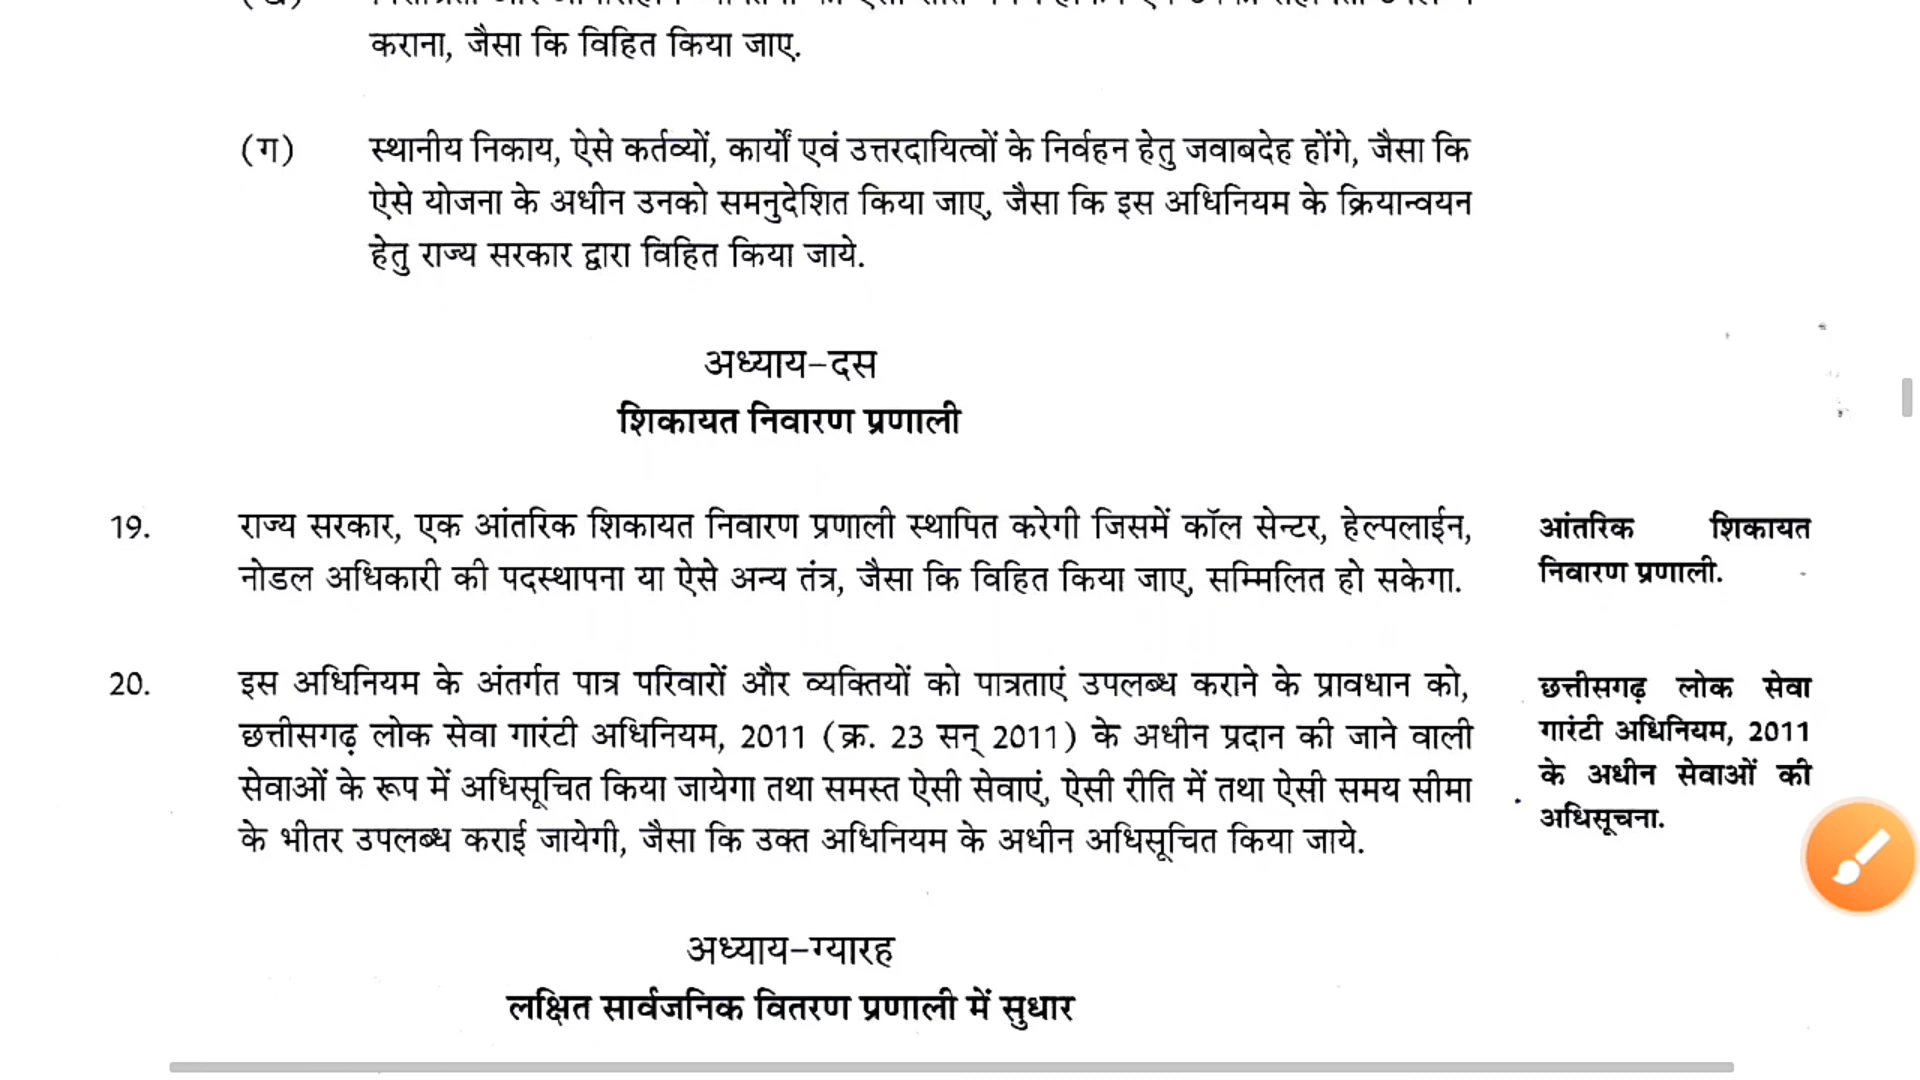 कराना, जैसा कि विहित किया जाए.
(ग) स्थानीय निकाय, ऐसे कर्तव्यों, कार्यों एवं उत्तरदायित्वों के निर्वहन हेतु जवाबदेह होंगे, जैसा कि
ऐसे योजना के अधीन उनको समनुदेशित किया जाए, जैसा कि इस अधिनियम के क्रियान्वयन
हेतु राज्य सरकार द्वारा विहित किया जाये.
अध्याय–दस
शिकायत निवारण प्रणाली
19. राज्य सरकार, एक आंतरिक शिकायत निवारण प्रणाली स्थापित करेगी जिसमें कॉल सेन्टर, हेल्पलाईन,
नोडल अधिकारी की पदस्थापना या ऐसे अन्य तंत्र, जैसा कि विहित किया जाए, सम्मिलित हो सकेगा.
आंतरिक शिकायत
निवारण प्रणाली.
20. इस अधिनियम के अंतर्गत पात्र परिवारों और व्यक्तियों को पात्रताएं उपलब्ध कराने के प्रावधान को,
छत्तीसगढ़ लोक सेवा गारंटी अधिनियम, 2011 (क्र. 23 सन् 2011) के अधीन प्रदान की जाने वाली
सेवाओं के रूप में अधिसूचित किया जायेगा तथा समस्त ऐसी सेवाएं, ऐसी रीति में तथा ऐसी समय सीमा
के भीतर उपलब्ध कराई जायेगी, जैसा कि उक्त अधिनियम के अधीन अधिसूचित किया जाये.
छत्तीसगढ़ लोक सेवा
गारंटी अधिनियम, 2011
के अधीन सेवाओं की
अधिसूचना.
अध्याय–ग्यारह
लक्षित सार्वजनिक वितरण प्रणाली में सुधार